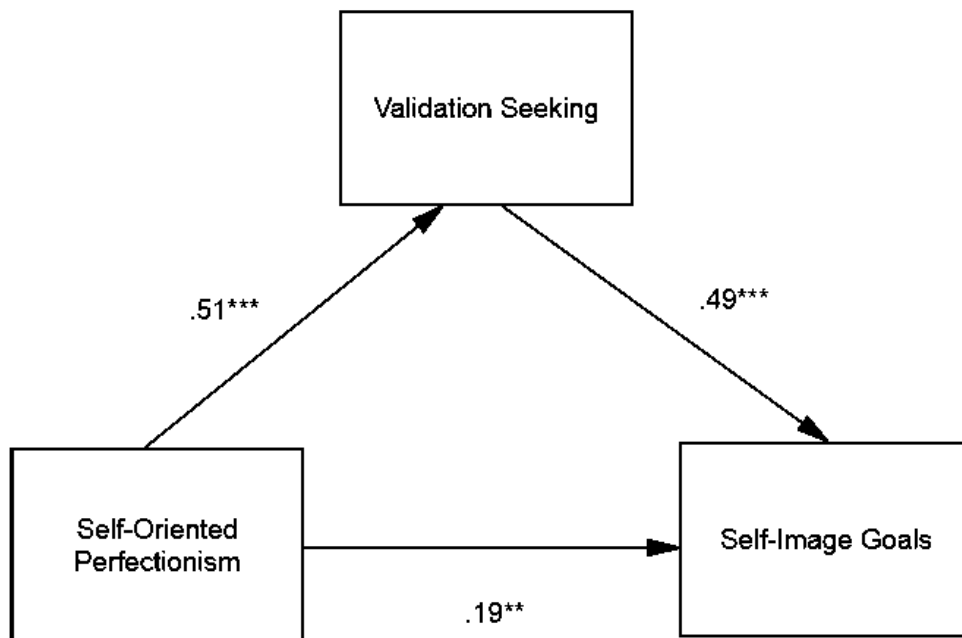 Validation Seeking
.51***
.49***
Self-Oriented
Perfectionism
Self-Image Goals
.19**